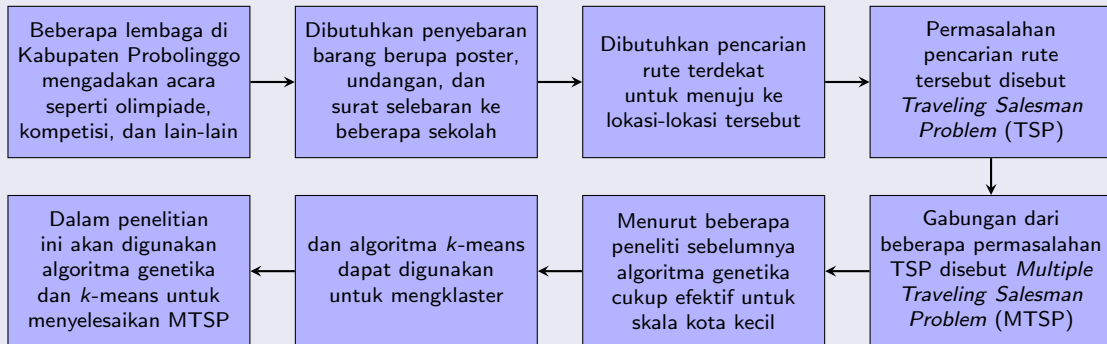 Beberapa lembaga di
Kabupaten Probolinggo
mengadakan acara
seperti olimpiade,
kompetisi, dan lain-lain
Dibutuhkan penyebaran
barang berupa poster,
undangan, dan
surat selebaran ke
beberapa sekolah
Dibutuhkan pencarian
rute terdekat
untuk menuju ke
lokasi-lokasi tersebut
Permasalahan
pencarian rute
tersebut disebut
Traveling Salesman
Problem (TSP)
Gabungan dari
beberapa permasalahan
TSP disebut Multiple
Traveling Salesman
Problem (MTSP)
Menurut beberapa
peneliti sebelumnya
algoritma genetika
cukup efektif untuk
skala kota kecil
dan algoritma k-means
dapat digunakan
untuk mengklaster
Dalam penelitian
ini akan digunakan
algoritma genetika
dan k-means untuk
menyelesaikan MTSP